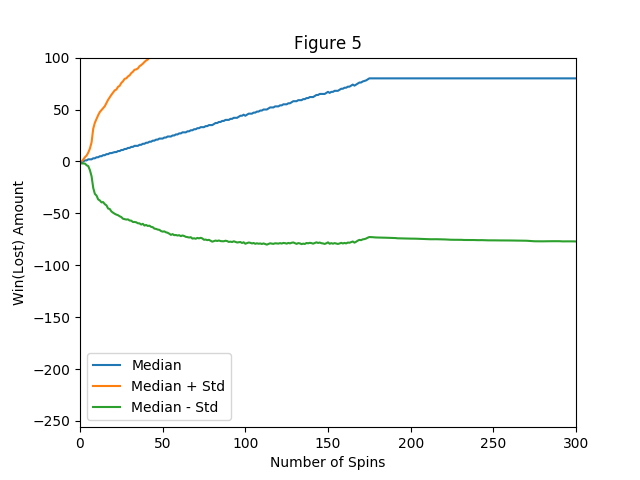 Figure 5
Win(Lost) Amount
100
50
0
−50
−100
−150
−200
−250
Median
Median + Std
Median - Std
0 50 100 150 200 250 300
Number of Spins